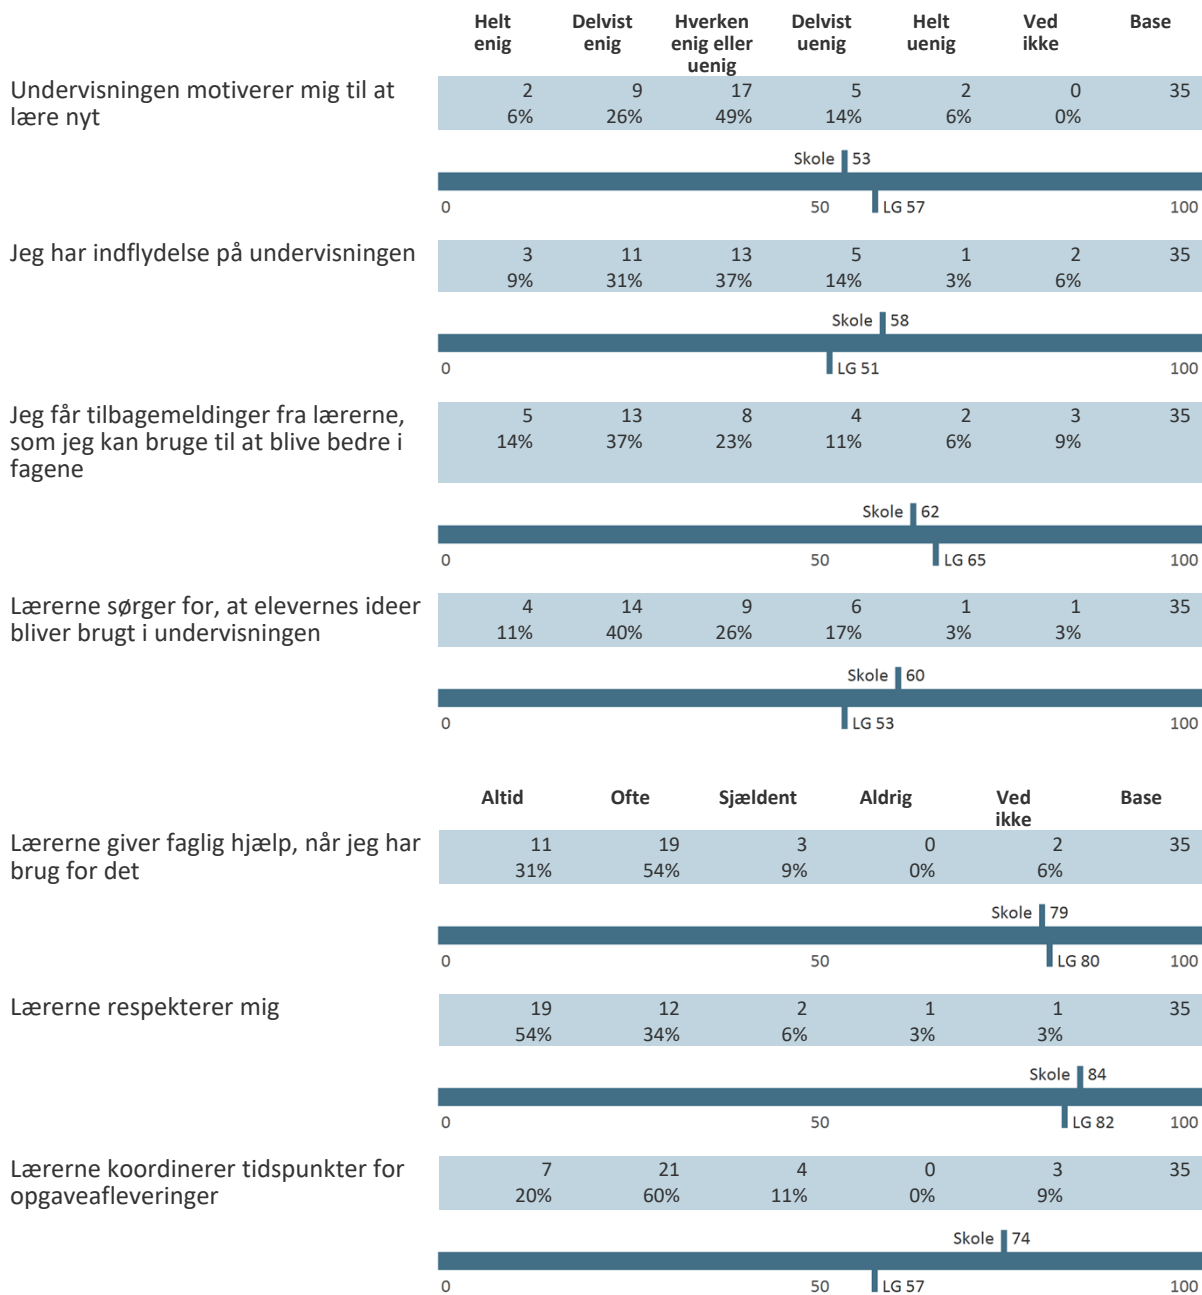 Helt enig Delvist enig Hverken enig eller uenig Delvist uenig Helt uenig Ved ikke Base
Undervisningen motiverer mig til at lære nyt
2 9 17 5 2 0 35
6% 26% 49% 14% 6% 0%
Skole 53
0 50 LG 57 100
Jeg har indflydelse på undervisningen
3 11 13 5 1 2 35
9% 31% 37% 14% 3% 6%
Skole 58
0 LG 51 100
Jeg får tilbagemeldinger fra lærerne,
som jeg kan bruge til at blive bedre i
fagene
5 13 8 4 2 3 35
14% 37% 23% 11% 6% 9%
Skole 62
0 50 LG 65 100
Lærerne sørger for, at elevernes ideer
bliver brugt i undervisningen
4 14 9 6 1 1 35
11% 40% 26% 17% 3% 3%
Skole 60
0 LG 53 100
Altid Ofte Sjældent Aldrig Ved ikke Base
Lærerne giver faglig hjælp, når jeg har
brug for det
11 19 3 0 2 35
31% 54% 9% 0% 6%
Skole 79
0 50 LG 80 100
Lærerne respekterer mig
19 12 2 1 1 35
54% 34% 6% 3% 3%
Skole 84
0 50 LG 82 100
Lærerne koordinerer tidspunkter for
opgaveafleveringer
7 21 4 0 3 35
20% 60% 11% 0% 9%
Skole 74
0 50 LG 57 100